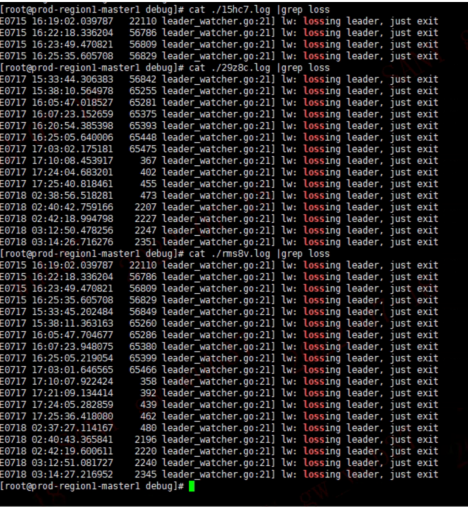 [root@prod-region1-master1 debug]# cat ./15hc7.log |grep loss
E0715 16:19:02.039787   22110 leader_watcher.go:21] lw: lossing leader, just exit
E0715 16:22:18.336204   56786 leader_watcher.go:21] lw: lossing leader, just exit
E0715 16:23:49.470821   56809 leader_watcher.go:21] lw: lossing leader, just exit
E0715 16:25:35.605708   56829 leader_watcher.go:21] lw: lossing leader, just exit
[root@prod-region1-master1 debug]# cat ./729z8c.log |grep loss
E0717 15:33:44.306383   56842 leader_watcher.go:21] lw: lossing leader, just exit
E0717 15:38:10.564978   65255 leader_watcher.go:21] lw: lossing leader, just exit
E0717 16:05:47.018527   65281 leader_watcher.go:21] lw: lossing leader, just exit
E0717 16:07:23.152659   65375 leader_watcher.go:21] lw: lossing leader, just exit
E0717 16:20:54.385398   65393 leader_watcher.go:21] lw: lossing leader, just exit
E0717 16:25:05.640006   65448 leader_watcher.go:21] lw: lossing leader, just exit
E0717 17:03:02.175181   65475 leader_watcher.go:21] lw: lossing leader, just exit
E0717 17:10:08.453917     367 leader_watcher.go:21] lw: lossing leader, just exit
E0717 17:24:04.683201     402 leader_watcher.go:21] lw: lossing leader, just exit
E0717 17:25:40.818461     455 leader_watcher.go:21] lw: lossing leader, just exit
E0718 02:38:56.518281     473 leader_watcher.go:21] lw: lossing leader, just exit
E0718 02:40:42.759166    2207 leader_watcher.go:21] lw: lossing leader, just exit
E0718 02:42:18.994798    2227 leader_watcher.go:21] lw: lossing leader, just exit
E0718 03:12:50.478256    2247 leader_watcher.go:21] lw: lossing leader, just exit
E0718 03:14:26.716276    2351 leader_watcher.go:21] lw: lossing leader, just exit
[root@prod-region1-master1 debug]# cat ./rms8v.log |grep loss
E0715 16:19:02.039787   22110 leader_watcher.go:21] lw: lossing leader, just exit
E0715 16:22:18.336204   56786 leader_watcher.go:21] lw: lossing leader, just exit
E0715 16:23:49.470821   56809 leader_watcher.go:21] lw: lossing leader, just exit
E0715 16:25:35.605708   56829 leader_watcher.go:21] lw: lossing leader, just exit
E0717 15:33:45.202484   56849 leader_watcher.go:21] lw: lossing leader, just exit
E0717 15:38:11.363163   65260 leader_watcher.go:21] lw: lossing leader, just exit
E0717 16:05:47.704677   65286 leader_watcher.go:21] lw: lossing leader, just exit
E0717 16:07:23.948075   65380 leader_watcher.go:21] lw: lossing leader, just exit
E0717 16:25:05.219054   65399 leader_watcher.go:21] lw: lossing leader, just exit
E0717 17:03:01.646565   65466 leader_watcher.go:21] lw: lossing leader, just exit
E0717 17:10:07.922424     358 leader_watcher.go:21] lw: lossing leader, just exit
E0717 17:21:09.134414     392 leader_watcher.go:21] lw: lossing leader, just exit
E0717 17:24:05.282859     439 leader_watcher.go:21] lw: lossing leader, just exit
E0717 17:25:36.418080     462 leader_watcher.go:21] lw: lossing leader, just exit
E0718 02:37:27.114167     480 leader_watcher.go:21] lw: lossing leader, just exit
E0718 02:40:43.365841    2196 leader_watcher.go:21] lw: lossing leader, just exit
E0718 02:42:19.600611    2220 leader_watcher.go:21] lw: lossing leader, just exit
E0718 03:12:51.081727    2240 leader_watcher.go:21] lw: lossing leader, just exit
E0718 03:14:27.216952    2345 leader_watcher.go:21] lw: lossing leader, just exit
[root@prod-region1-master1 debug]#